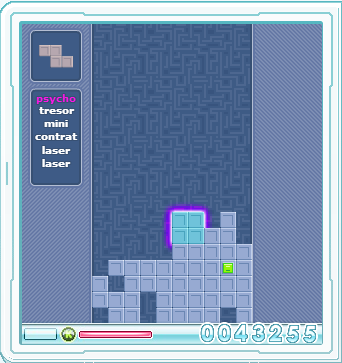 psycho
tresor
mini
contrat
laser
laser
0043255